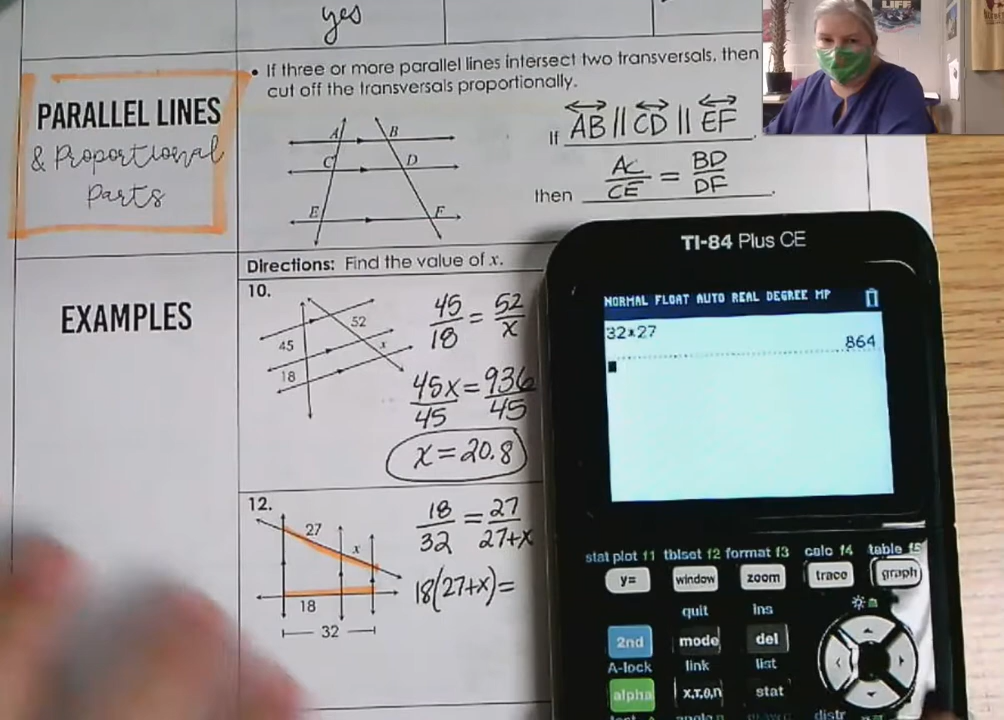 yes
PARALLEL LINES
& Proportional
Parts
• If three or more parallel lines intersect two transversals, then
cut off the transversals proportionally.
A B
C D
E F
If AB || CD || EF.
then AC/CE = BD/DF.
EXAMPLES
Directions: Find the value of x.
10.
52
45
x
18
45/18 = 52/x
45x/45 = 936/45
x = 20.8
12.
27
x
18
32
18/32 = 27/27+x
18(27+x)=
LIFE
TI-84 Plus CE
NORMAL FLOAT AUTO REAL DEGREE MP
32*27
864
stat plot f1 tblset f2 format f3 calc f4 table f5
y= window zoom trace graph
quit ins
2nd mode del
A-lock link list
alpha X,T,θ,n stat
distr